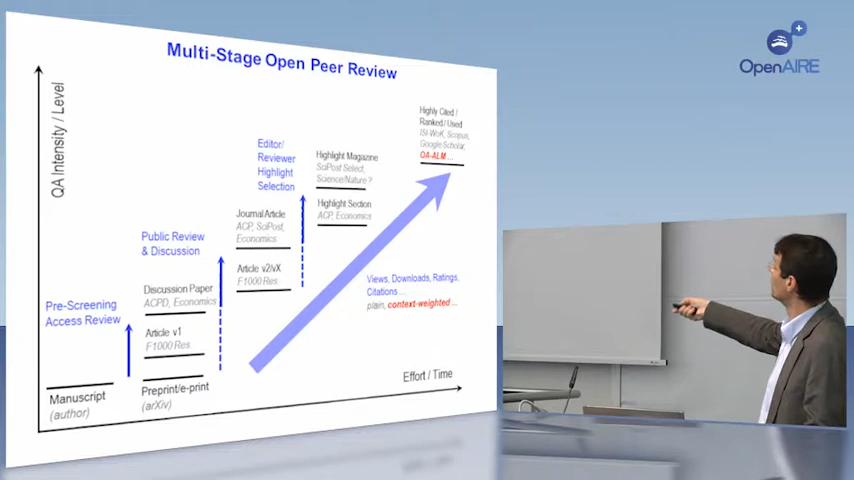 Multi-Stage Open Peer Review
OpenAIRE
QA Intensity / Level
Highly Cited /
Ranked / Used
ISI-WoK, Scopus,
Google Scholar,
OA-ALM ...
Editor/
Reviewer
Highlight
Selection
Highlight Magazine
SciPost Select,
Science/Nature ?
Highlight Section
ACP, Economics
Journal Article
ACP, SciPost,
Economics
Article v2/vX
F1000 Res.
Public Review
& Discussion
Discussion Paper
ACPD, Economics
Article v1
F1000 Res.
Pre-Screening
Access Review
Views, Downloads, Ratings,
Citations ...
plain, context-weighted ...
Manuscript
(author)
Preprint/e-print
(arXiv)
Effort / Time